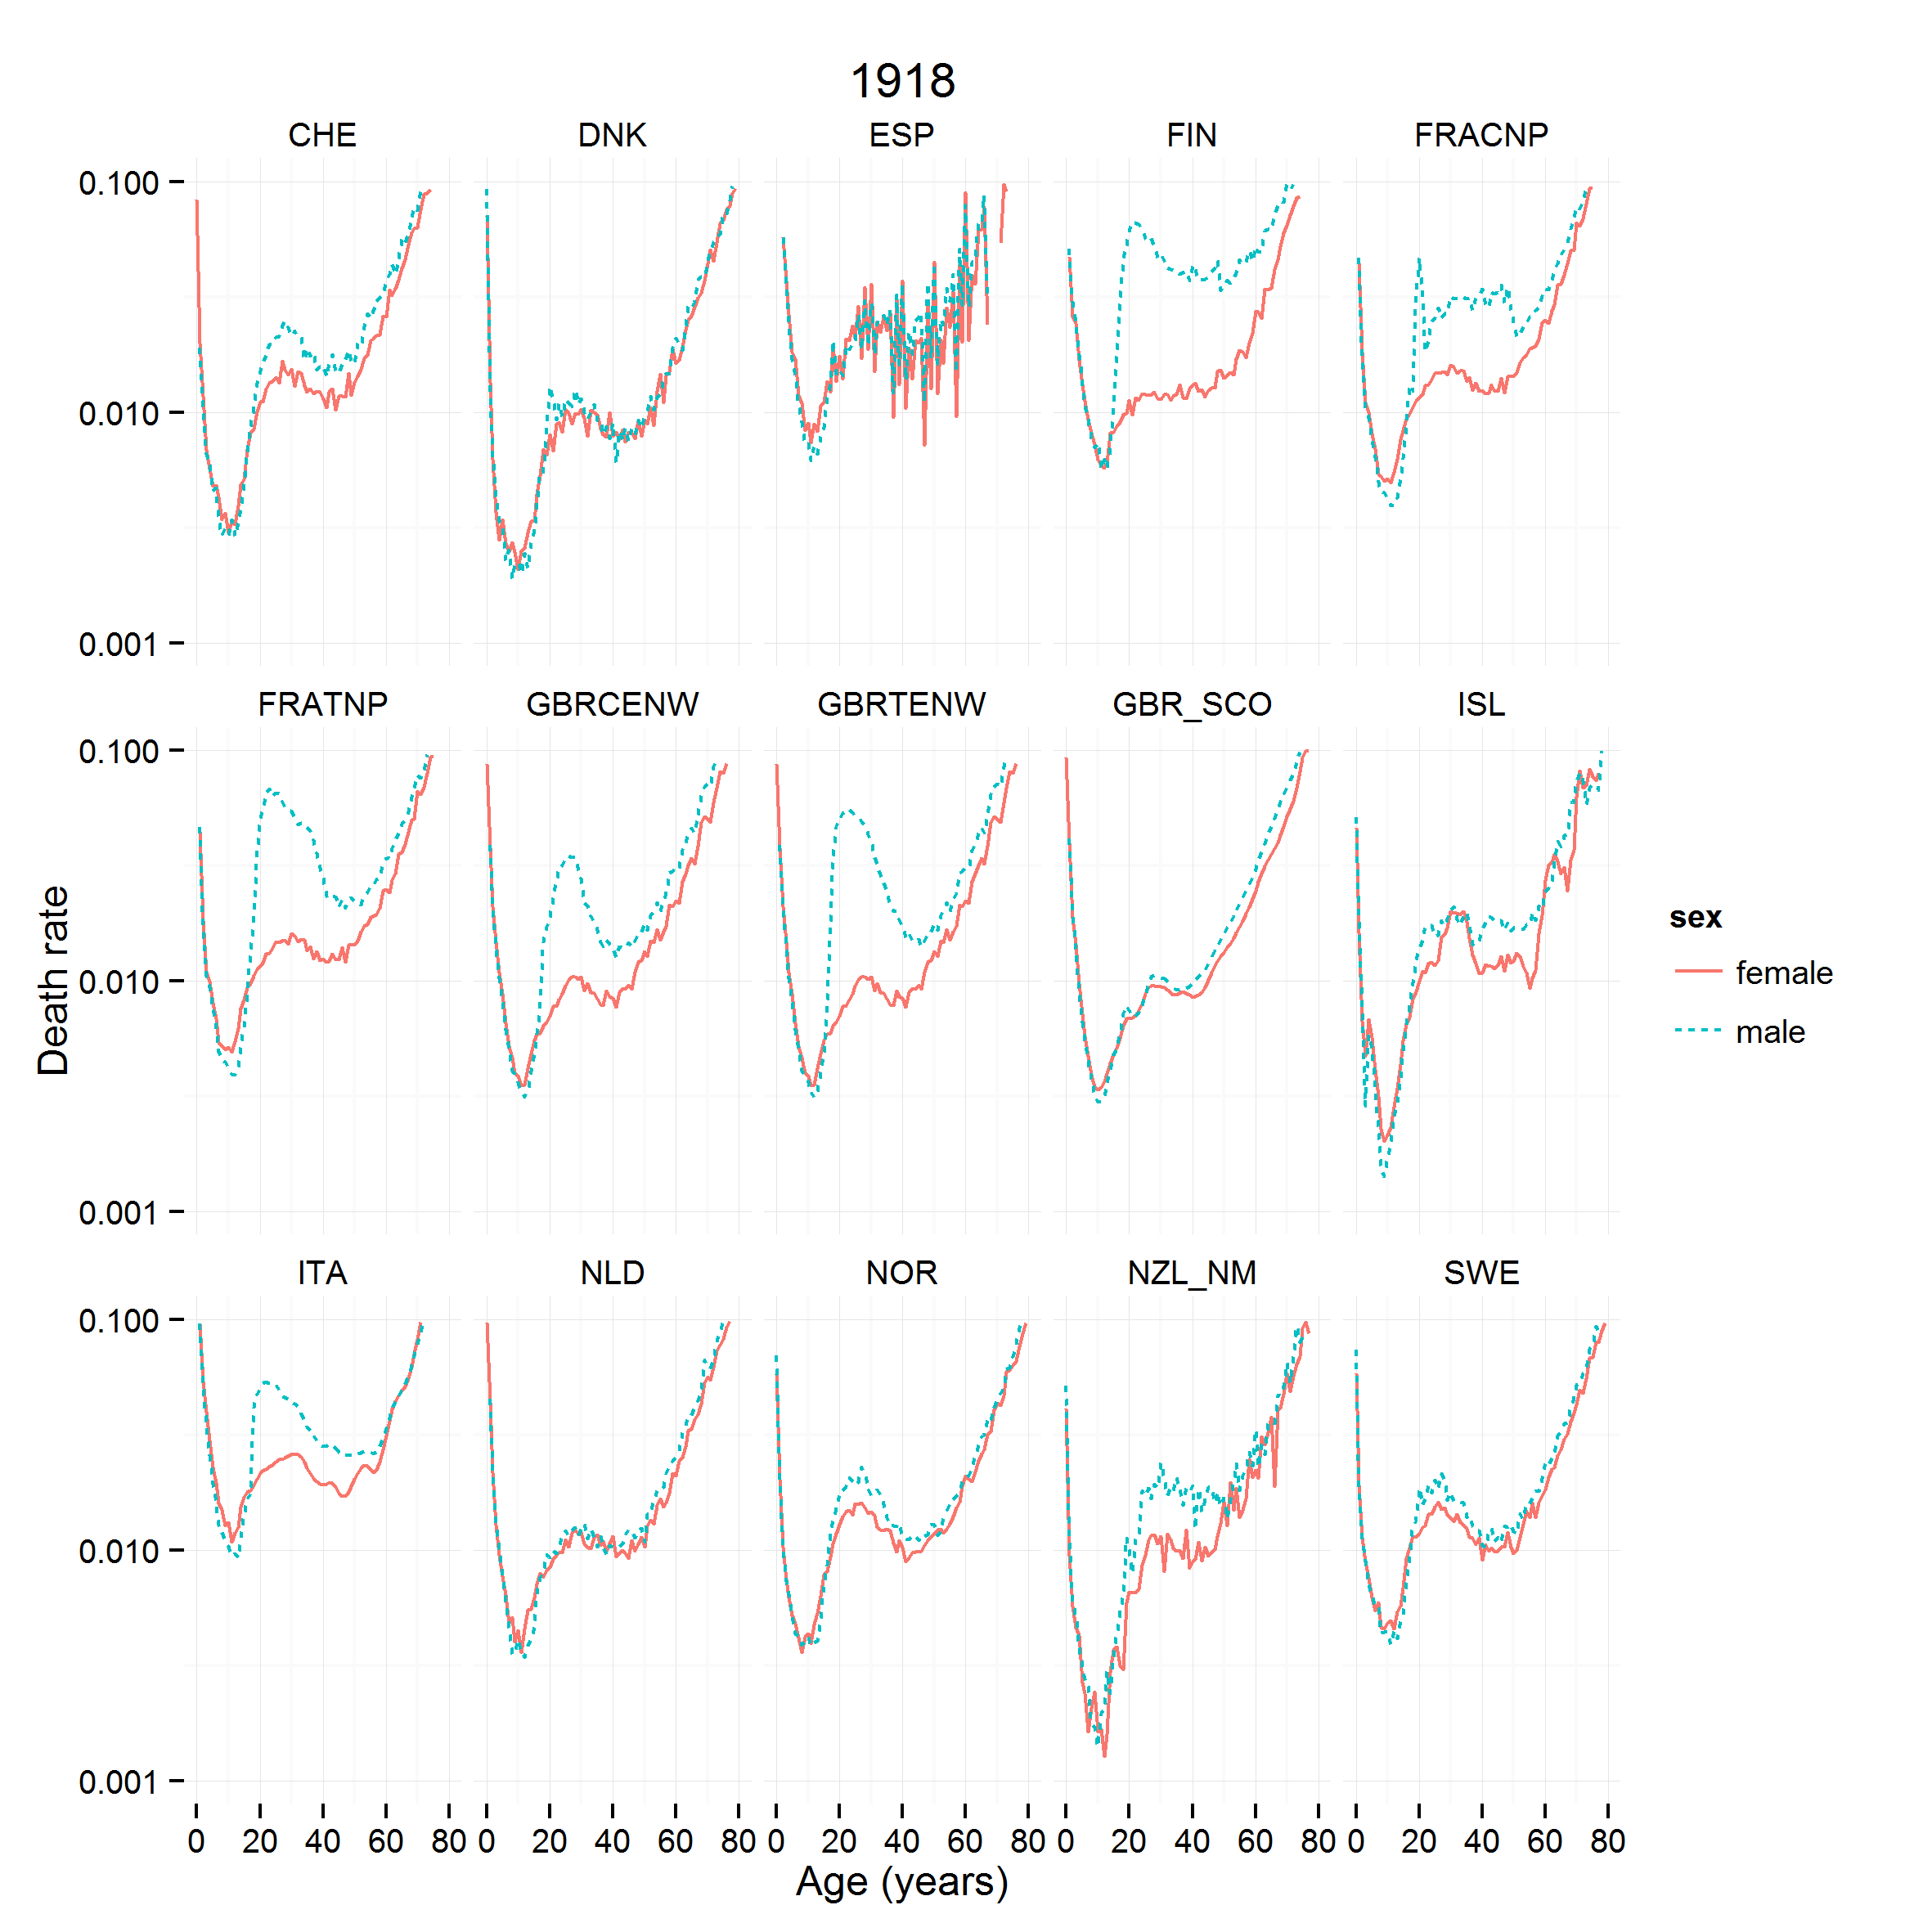 1918
CHE DNK ESP FIN FRACNP
0.100
0.010
0.001
FRATNP GBRCENW GBRTENW GBR_SCO ISL
0.100
0.010
0.001
ITA NLD NOR NZL_NM SWE
0.100
0.010
0.001
0 20 40 60 80 0 20 40 60 80 0 20 40 60 80 0 20 40 60 80 0 20 40 60 80
Age (years)
Death rate
sex
female
male